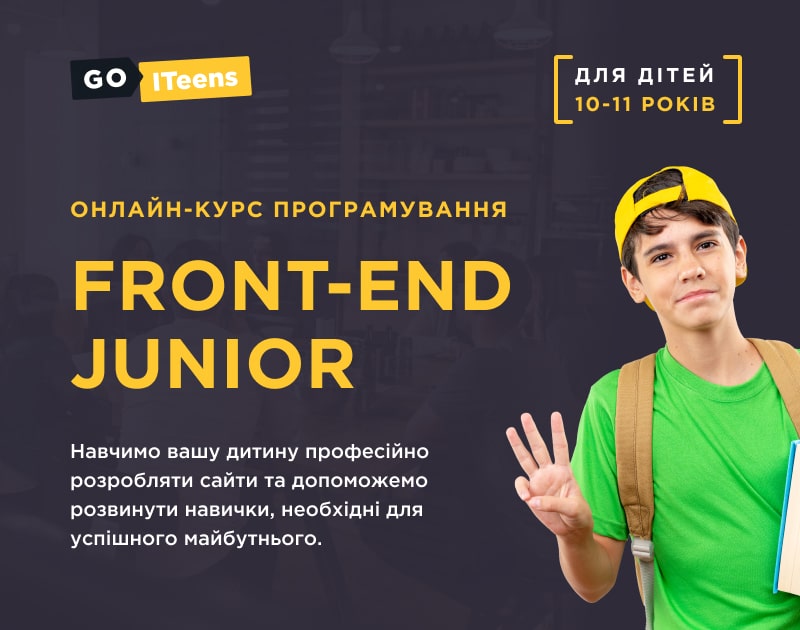 GO ITeens
ДЛЯ ДІТЕЙ
10-11 РОКІВ
ОНЛАЙН-КУРС ПРОГРАМУВАННЯ
FRONT-END
JUNIOR
Навчимо вашу дитину професійно
розробляти сайти та допоможемо
розвинути навички, необхідні для
успішного майбутнього.